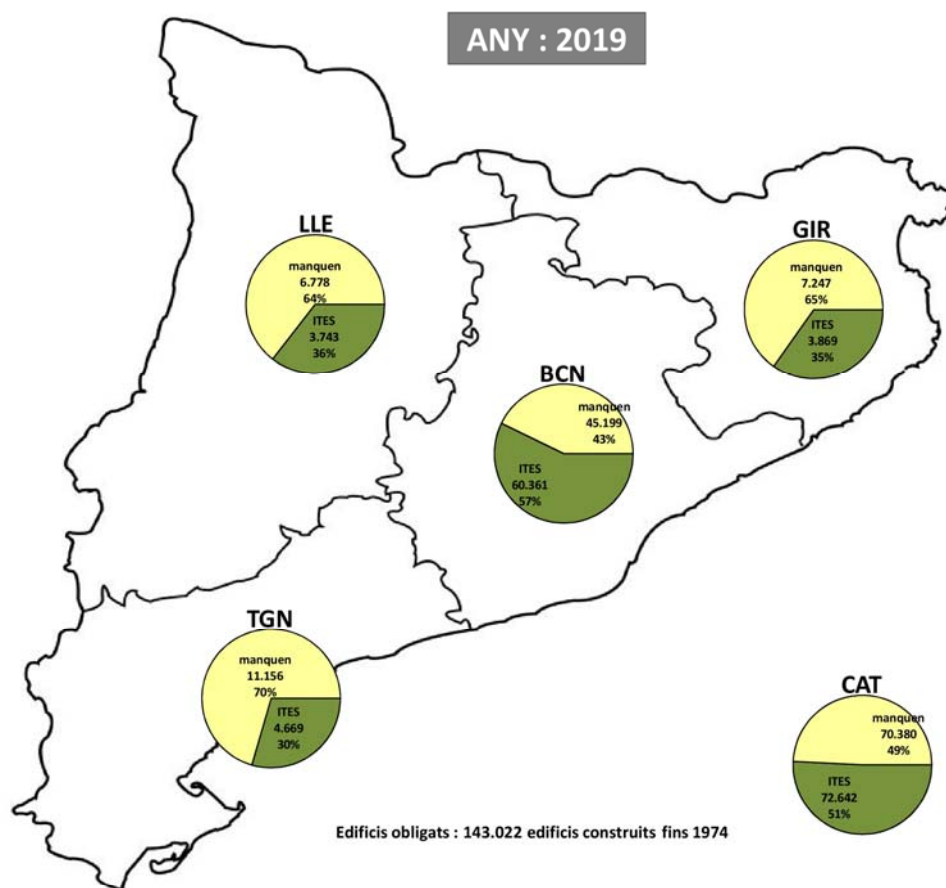 ANY : 2019
LLE
manquen
6.778
64%
ITES
3.743
36%
GIR
manquen
7.247
65%
ITES
3.869
35%
BCN
manquen
45.199
43%
ITES
60.361
57%
TGN
manquen
11.156
70%
ITES
4.669
30%
CAT
manquen
70.380
49%
ITES
72.642
51%
Edificis obligats : 143.022 edificis construits fins 1974